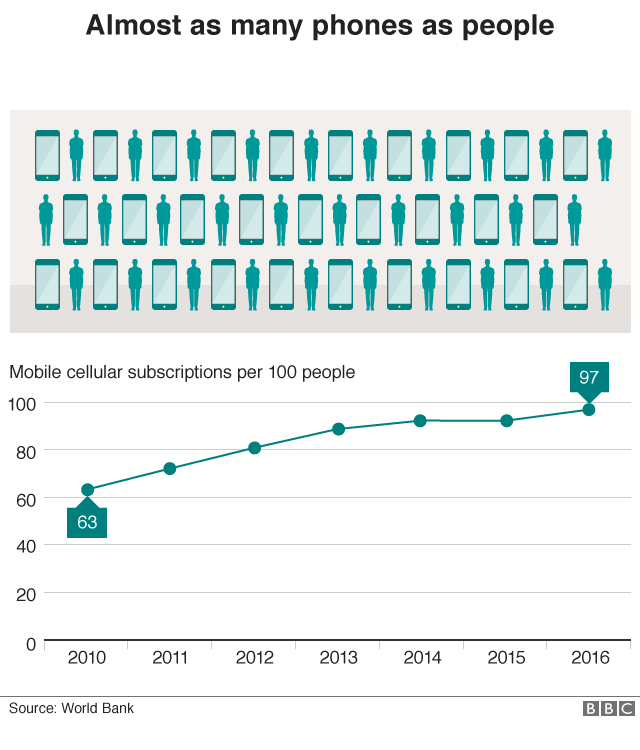 Almost as many phones as people
Mobile cellular subscriptions per 100 people
97
100
80
60
63
40
20
0
2010 2011 2012 2013 2014 2015 2016
Source: World Bank
BBC